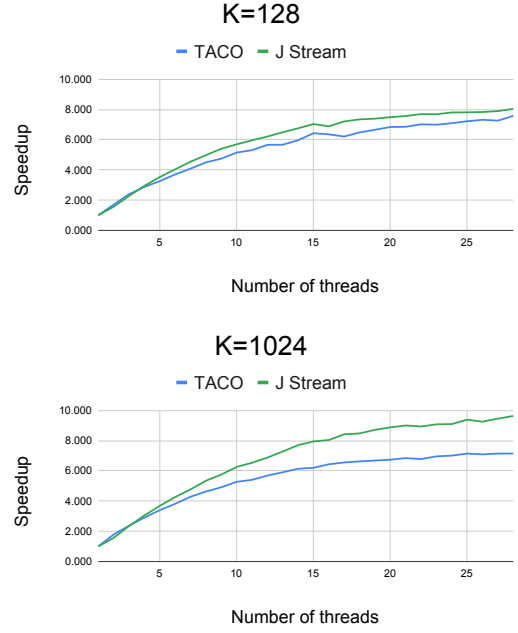 K=128
TACO J Stream
10.000
8.000
6.000
4.000
2.000
0.000
Speedup
5 10 15 20 25
Number of threads
K=1024
TACO J Stream
10.000
8.000
6.000
4.000
2.000
0.000
Speedup
5 10 15 20 25
Number of threads